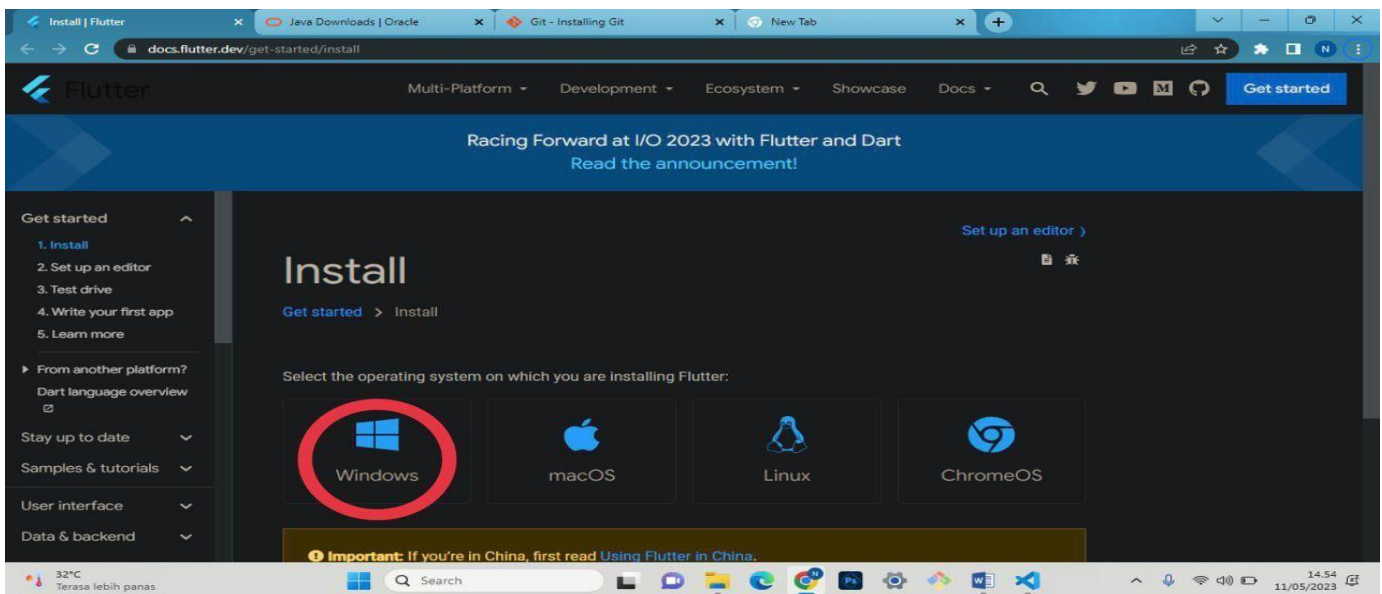 Install | Flutter
Java Downloads | Oracle
Git - Installing Git
New Tab
docs.flutter.dev/get-started/install
N
Flutter
Multi-Platform
Development
Ecosystem
Showcase
Docs
M
Get started
Racing Forward at I/O 2023 with Flutter and Dart
Read the announcement!
Get started
1. Install
2. Set up an editor
3. Test drive
4. Write your first app
5. Learn more
From another platform?
Dart language overview
Stay up to date
Samples & tutorials
User interface
Data & backend
Set up an editor
Install
Get started > Install
Select the operating system on which you are installing Flutter:
Windows
macOS
Linux
ChromeOS
Important: If you're in China, first read Using Flutter in China.
32°C
Terasa lebih panas
Search
N
Ps
W
14.54
11/05/2023